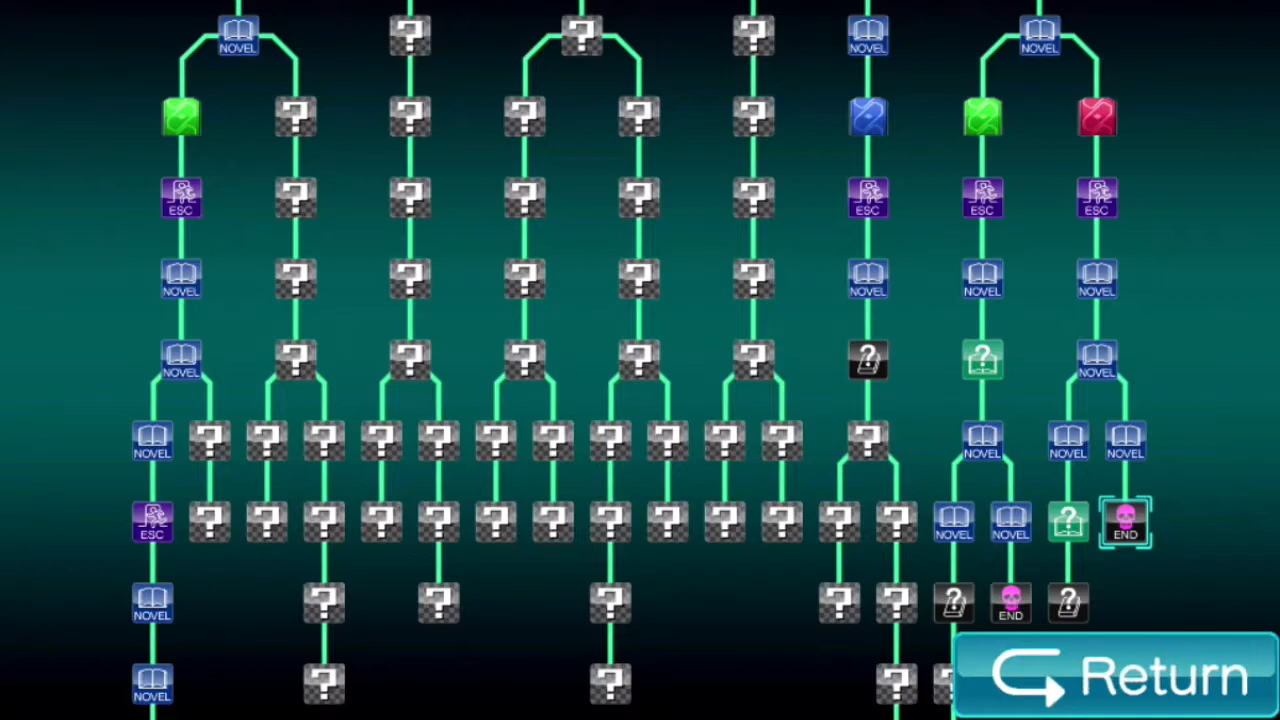 NOVEL ? ? ? NOVEL NOVEL
? ? ? ? ?
ESC ? ? ? ? ? ESC ESC ESC
NOVEL ? ? ? ? ? NOVEL NOVEL NOVEL
NOVEL ? ? ? ? ? ? ? NOVEL
NOVEL ? ? ? ? ? ? ? ? ? ? ? ? NOVEL NOVEL NOVEL
ESC ? ? ? ? ? ? ? ? ? ? ? ? ? NOVEL NOVEL ? END
NOVEL ? ? ? ? ? ? END ?
NOVEL ? ? ? Return